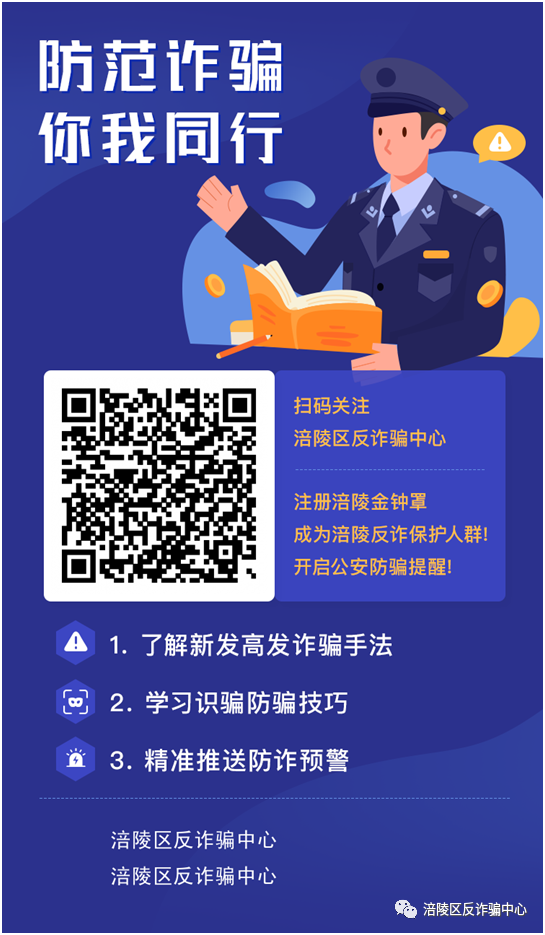 防范诈骗
你我同行
扫码关注
涪陵区反诈骗中心
注册涪陵金钟罩
成为涪陵反诈保护人群!
开启公安防骗提醒!
1. 了解新发高发诈骗手法
2. 学习识骗防骗技巧
3. 精准推送防诈预警
涪陵区反诈骗中心
涪陵区反诈骗中心
涪陵区反诈骗中心